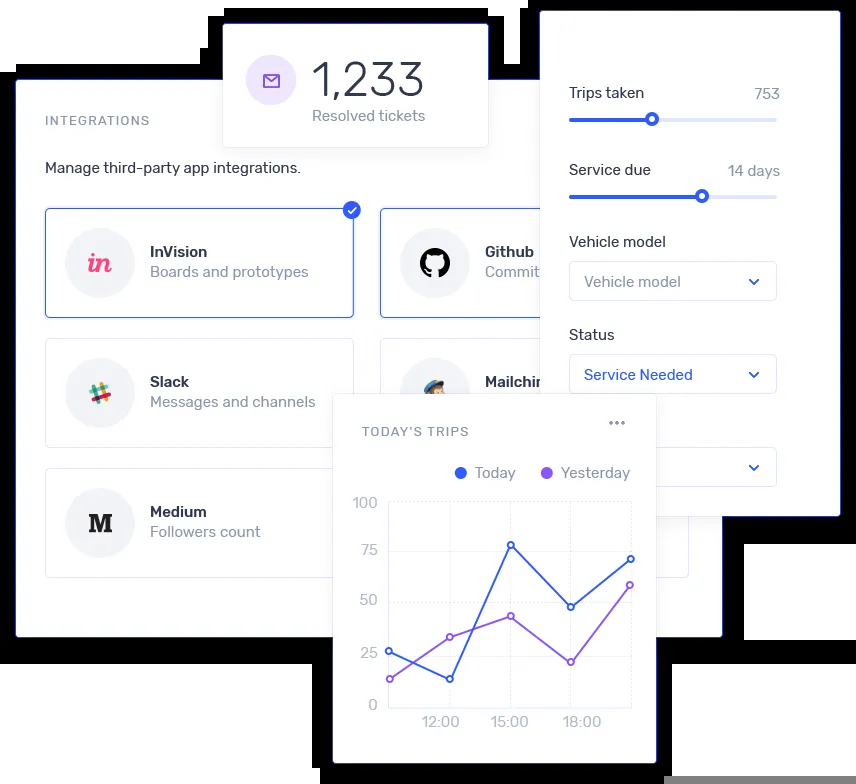 1,233
Resolved tickets
INTEGRATIONS
Manage third-party app integrations.
in
InVision
Boards and prototypes
Github
Commit
Slack
Messages and channels
Mailchim
M
Medium
Followers count
Trips taken
753
Service due
14 days
Vehicle model
Vehicle model
Status
Service Needed
TODAY'S TRIPS
Today
Yesterday
100
75
50
25
0
12:00
15:00
18:00